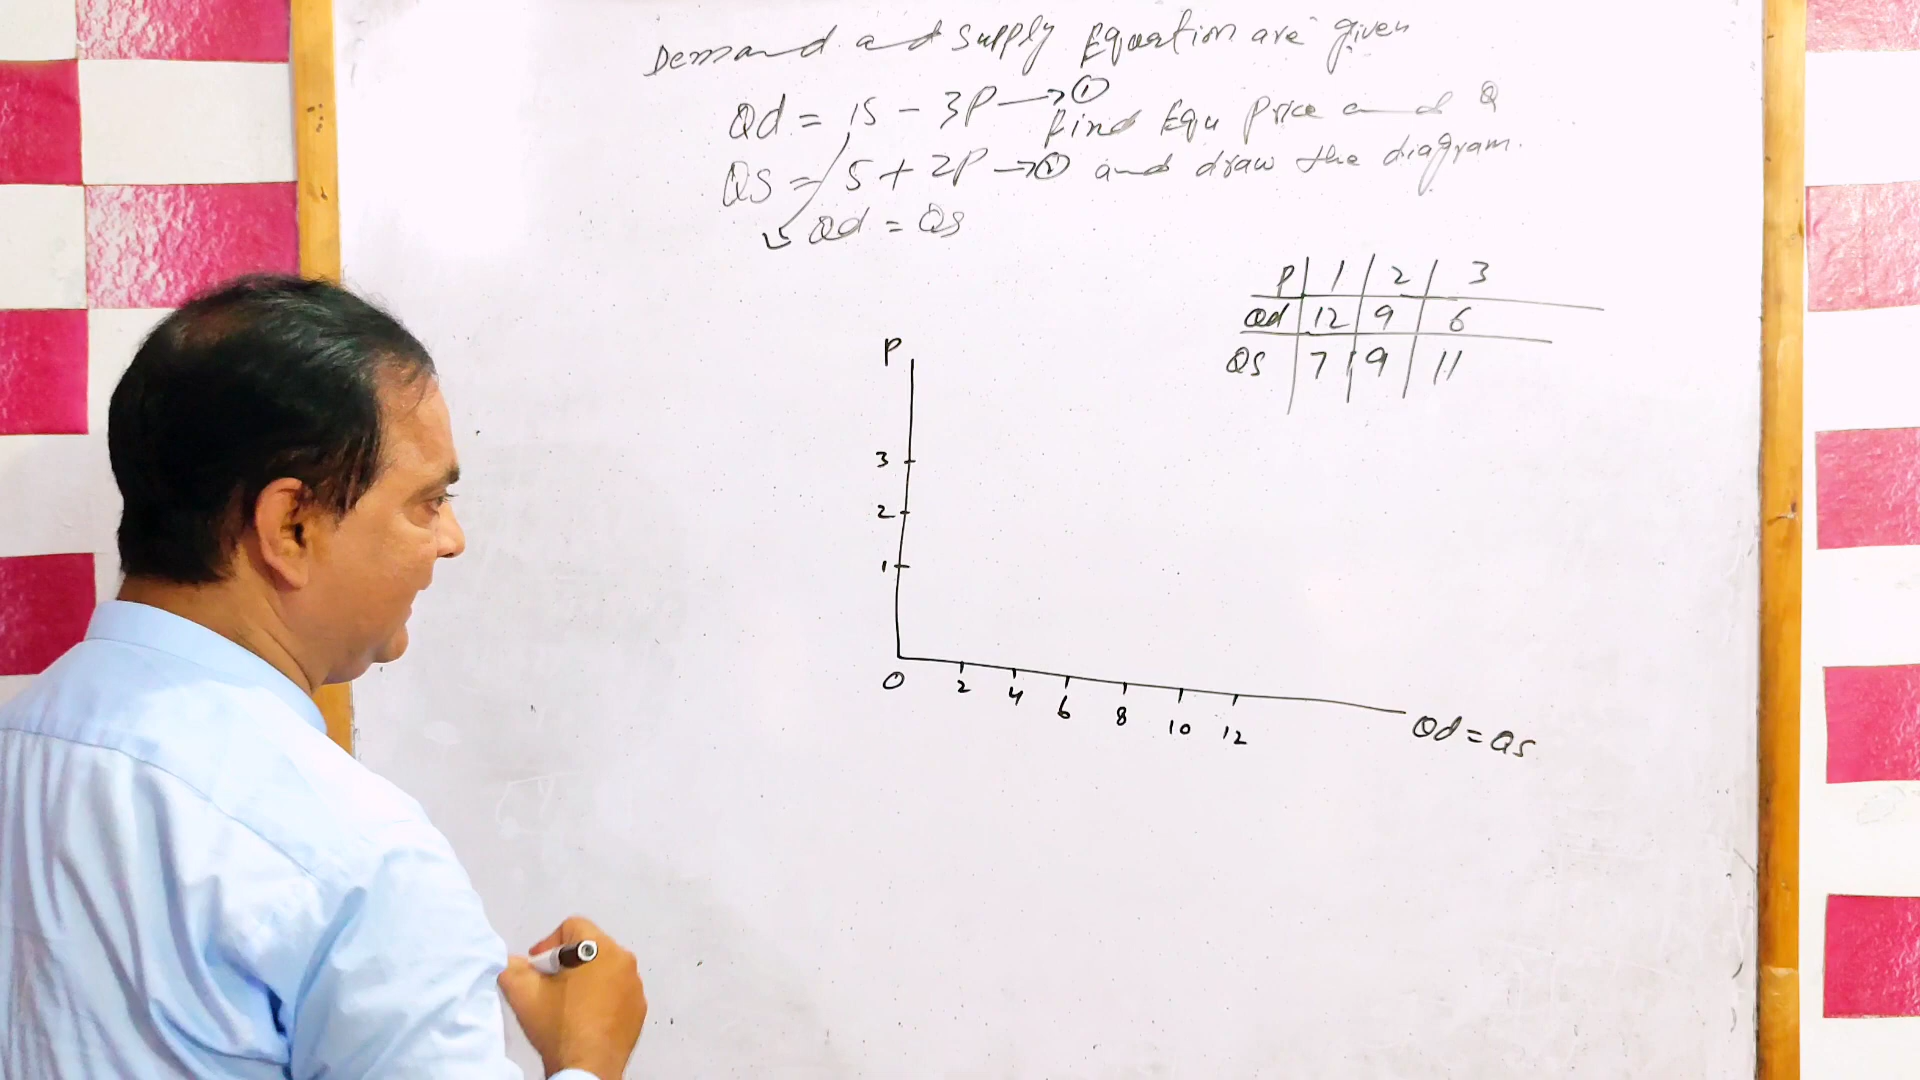 Demand and Supply Equation are given
Qd = 15 - 3P → ①
Find Equ Price and Q
QS = 5 + 2P → ② and draw the diagram.
15
Qd = QS
P | 1 | 2 | 3
Qd | 12 | 9 | 6
QS | 7 | 9 | 11
P
3
2
1
0 2 4 6 8 10 12
Qd = QS